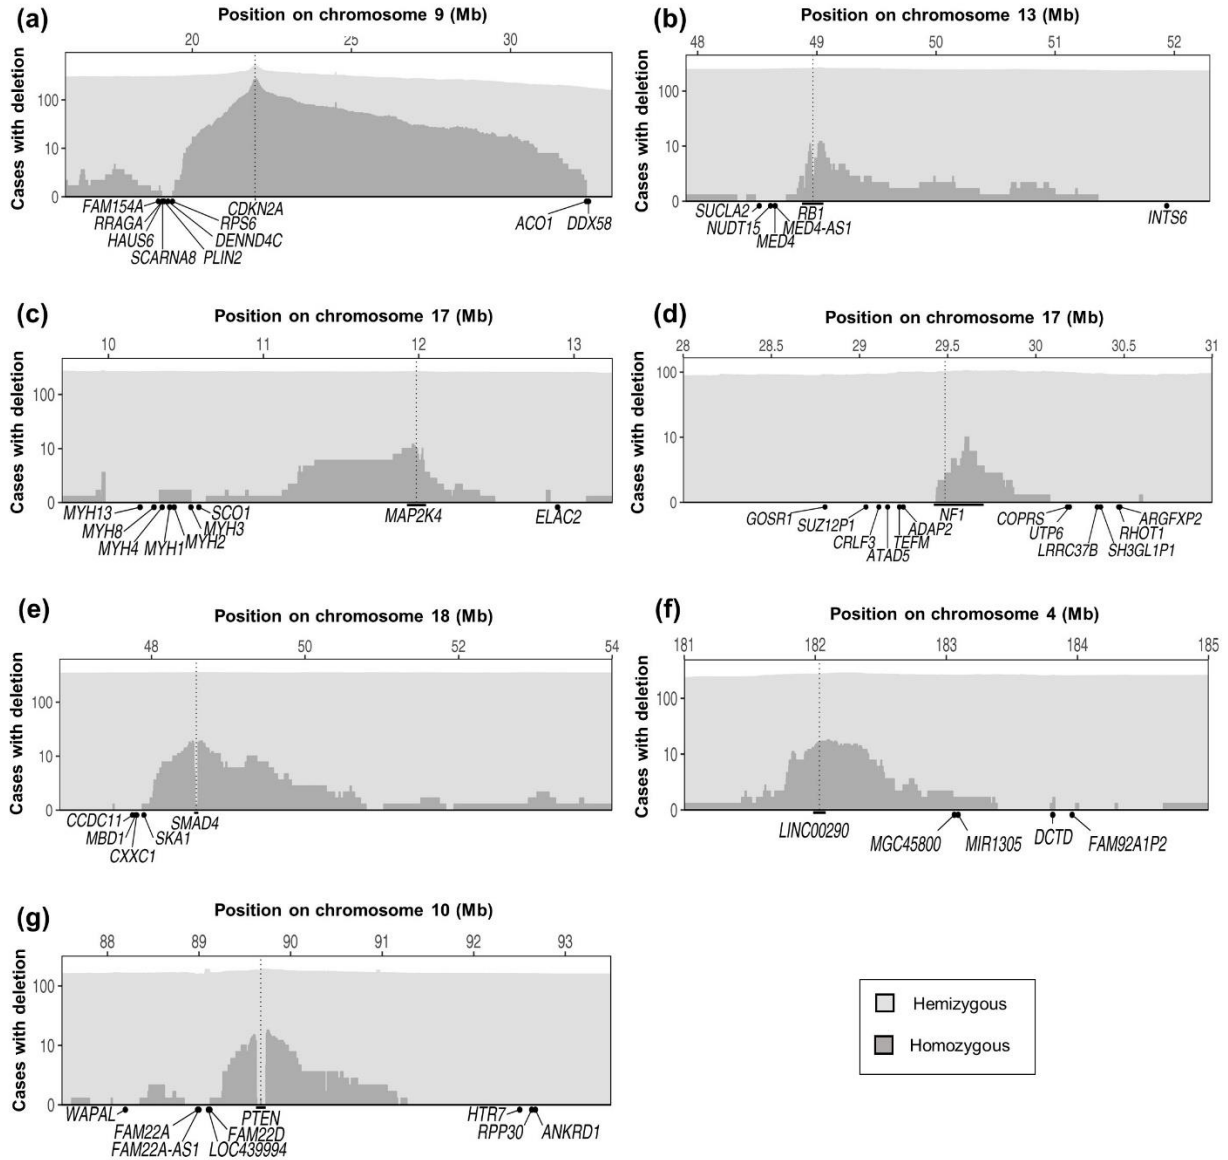 (a)
Position on chromosome 9 (Mb)
20 25 30
Cases with deletion
100
10
0
FAM154A CDKN2A RPS6 ACO1 DDX58
RRAGA DENND4C
HAUS6
SCARNA8 PLIN2
(b)
Position on chromosome 13 (Mb)
48 49 50 51 52
Cases with deletion
100
10
0
SUCLA2 RB1 INTS6
NUDT15 MED4-AS1
MED4
(c)
Position on chromosome 17 (Mb)
10 11 12 13
Cases with deletion
100
10
0
MYH13 SCO1 MAP2K4 ELAC2
MYH8 MYH3
MYH4 MYH1 MYH2
(d)
Position on chromosome 17 (Mb)
28 28.5 29 29.5 30 30.5 31
Cases with deletion
100
10
0
GOSR1 SUZ12P1 ADAP2 NF1 COPRS ARGFXP2
CRLF3 TEFM UTP6 RHOT1
ATAD5 LRRC37B SH3GL1P1
(e)
Position on chromosome 18 (Mb)
48 50 52 54
Cases with deletion
100
10
0
CCDC11 SMAD4
MBD1 SKA1
CXXC1
(f)
Position on chromosome 4 (Mb)
181 182 183 184 185
Cases with deletion
100
10
0
LINC00290 MGC45800 MIR1305 DCTD FAM92A1P2
(g)
Position on chromosome 10 (Mb)
88 89 90 91 92 93
Cases with deletion
100
10
0
WAPAL PTEN HTR7
FAM22A FAM22D RPP30 ANKRD1
FAM22A-AS1 LOC439994
Hemizygous
Homozygous